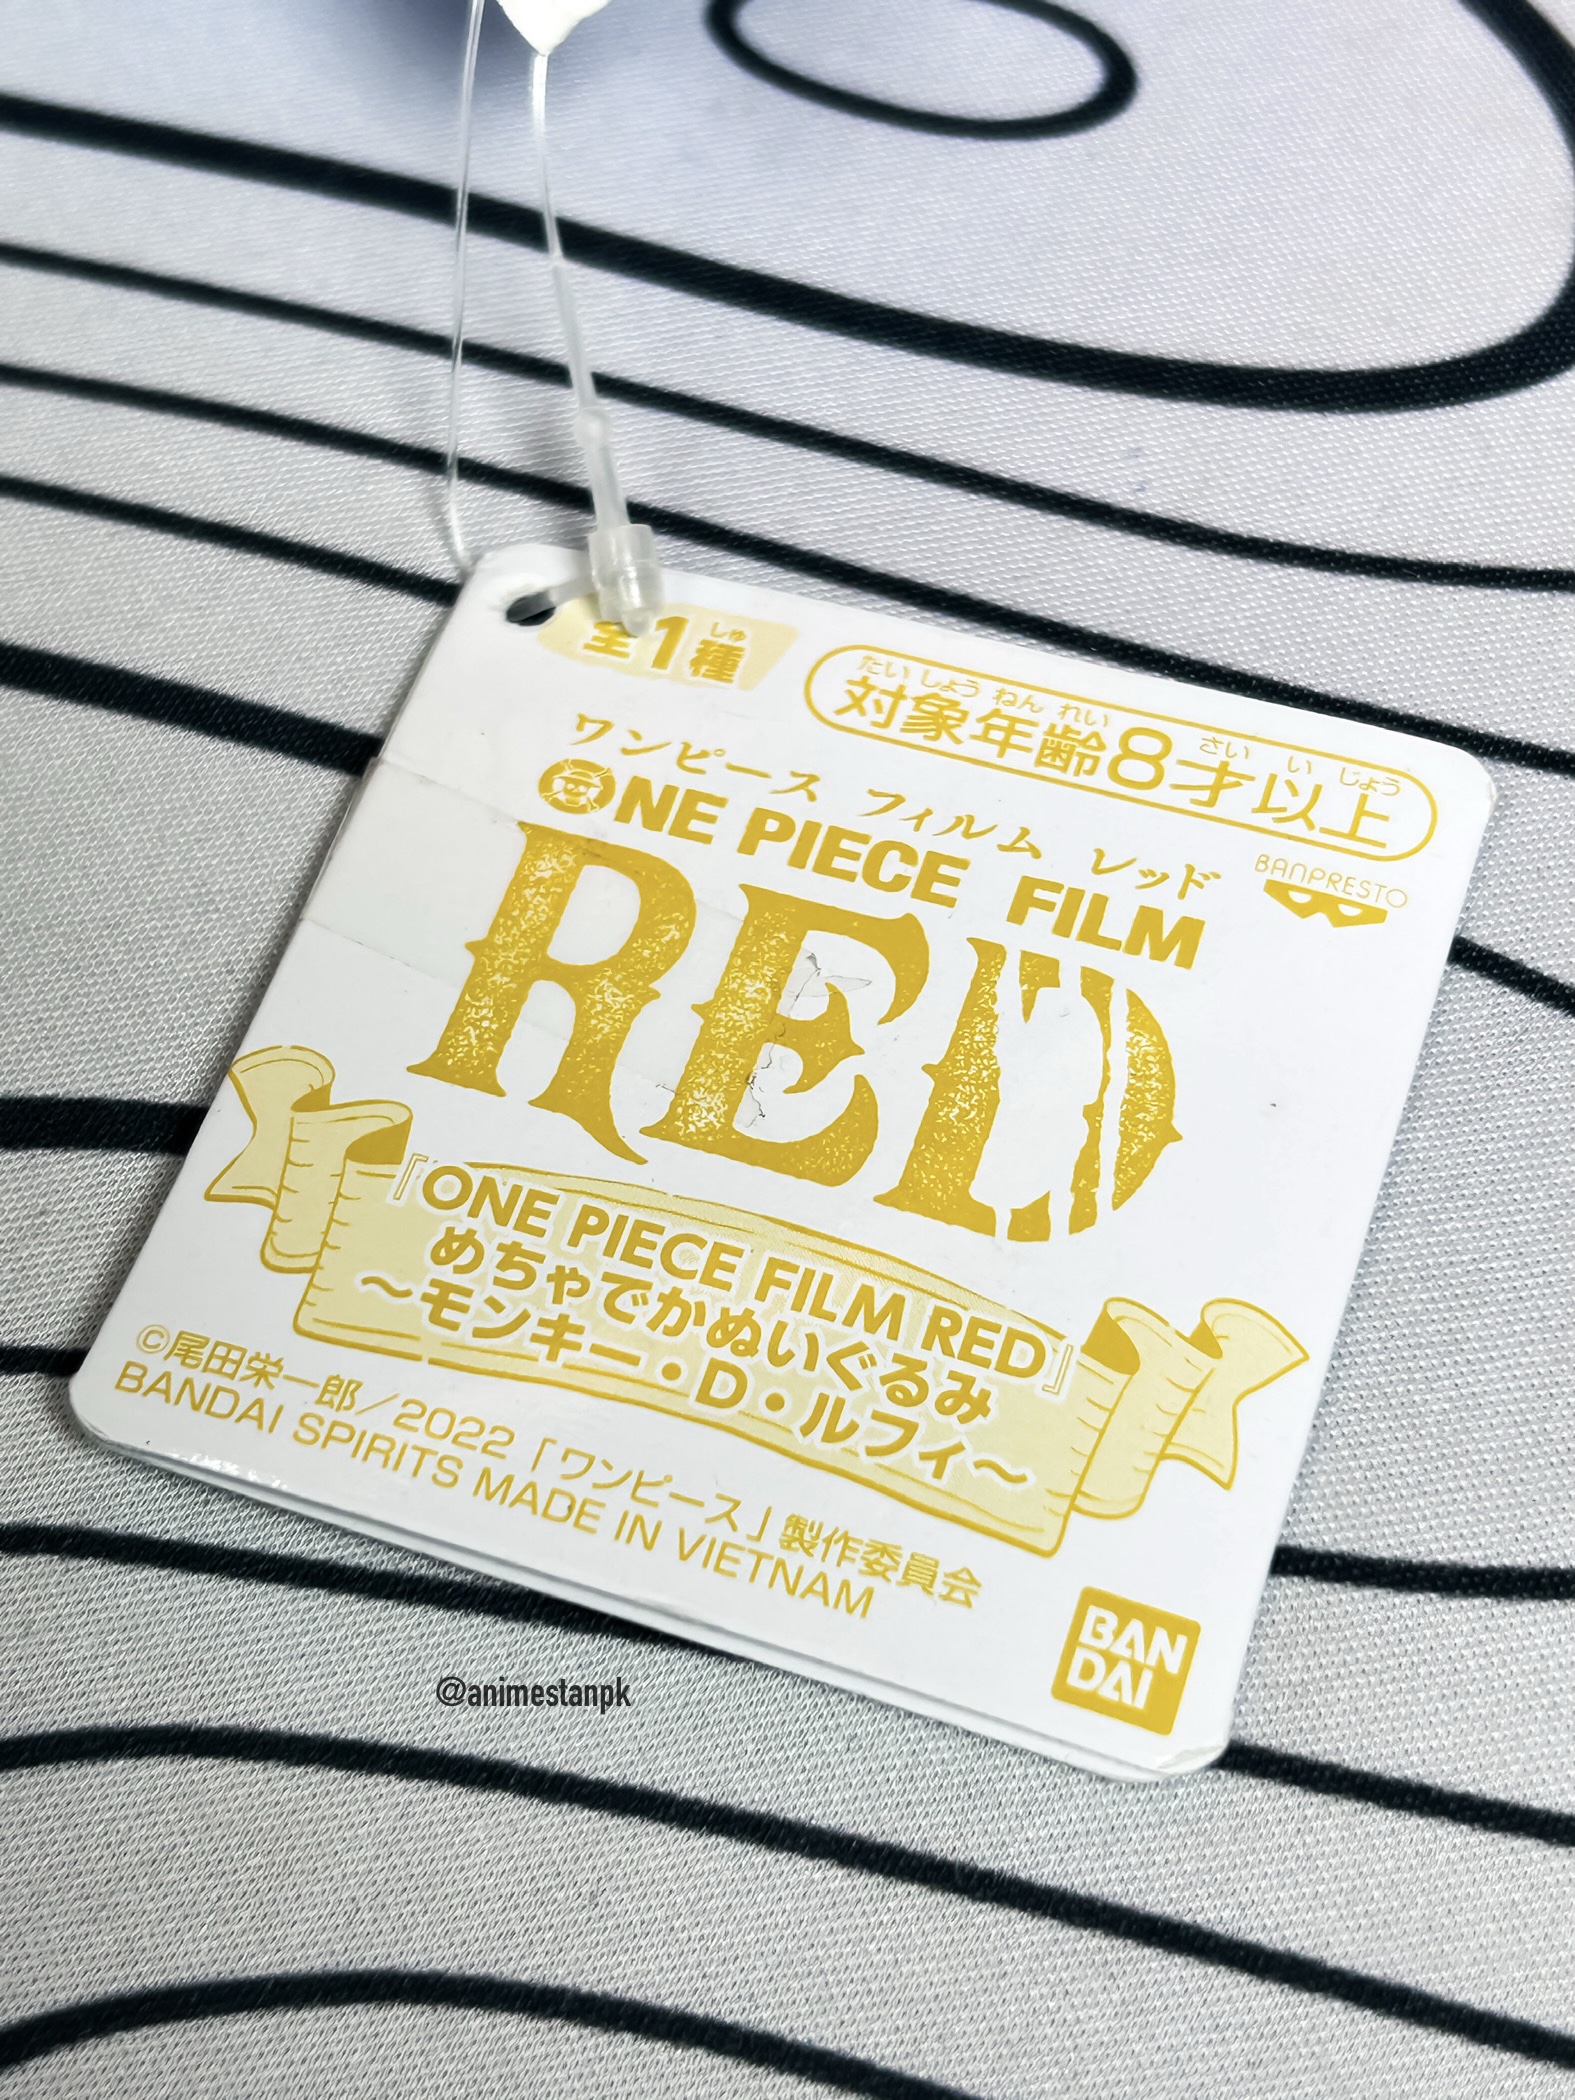 全1種
しゅ
たいしょうねんれい さい い じょう
対象年齢8才以上
ワンピース フィルム レッド
ONE PIECE FILM
RED
BANPRESTO
『ONE PIECE FILM RED』
めちゃでかぬいぐるみ
〜モンキー・D・ルフィ〜
©尾田栄一郎/2022「ワンピース」製作委員会
BANDAI SPIRITS MADE IN VIETNAM
BAN
DAI
@animestanpk